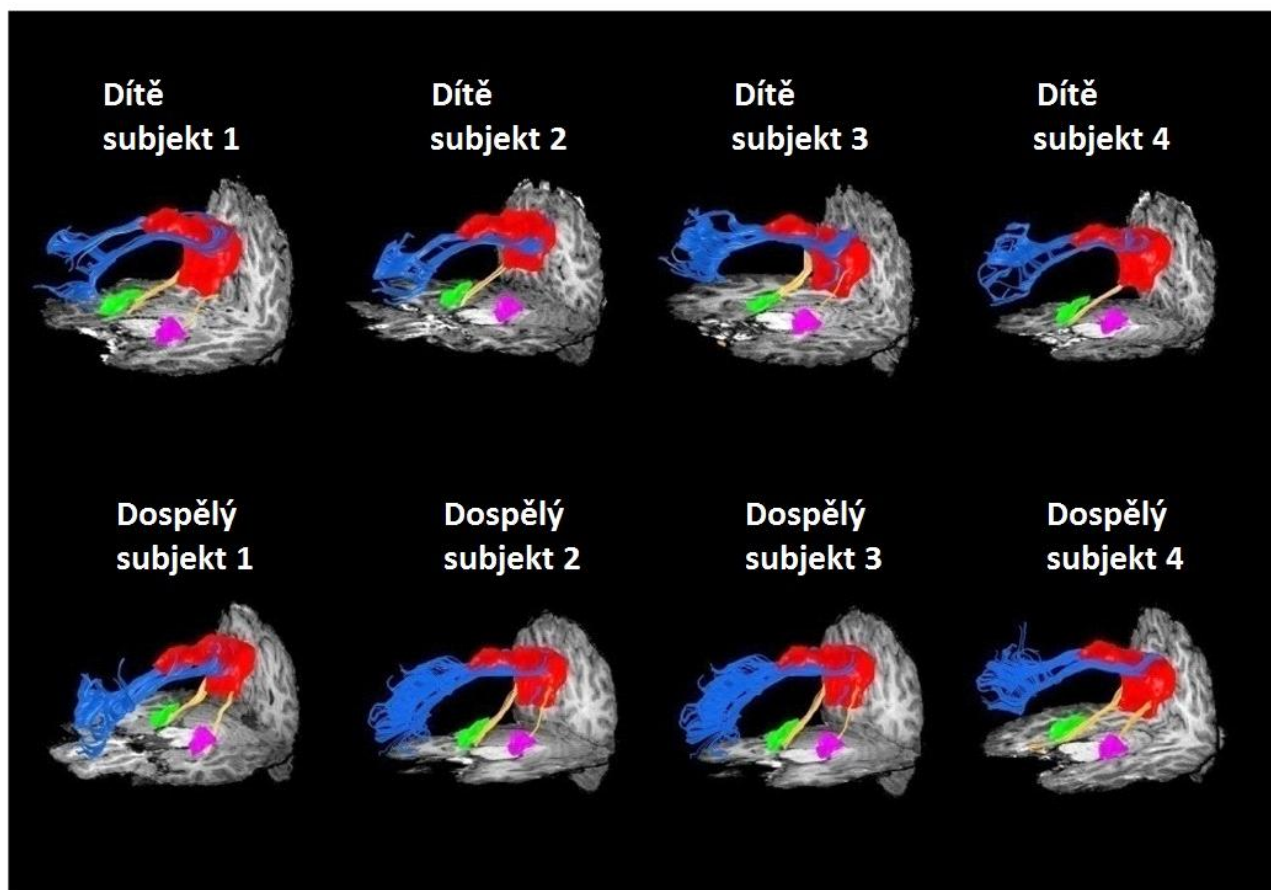 Dítě
subjekt 1
Dítě
subjekt 2
Dítě
subjekt 3
Dítě
subjekt 4
Dospělý
subjekt 1
Dospělý
subjekt 2
Dospělý
subjekt 3
Dospělý
subjekt 4